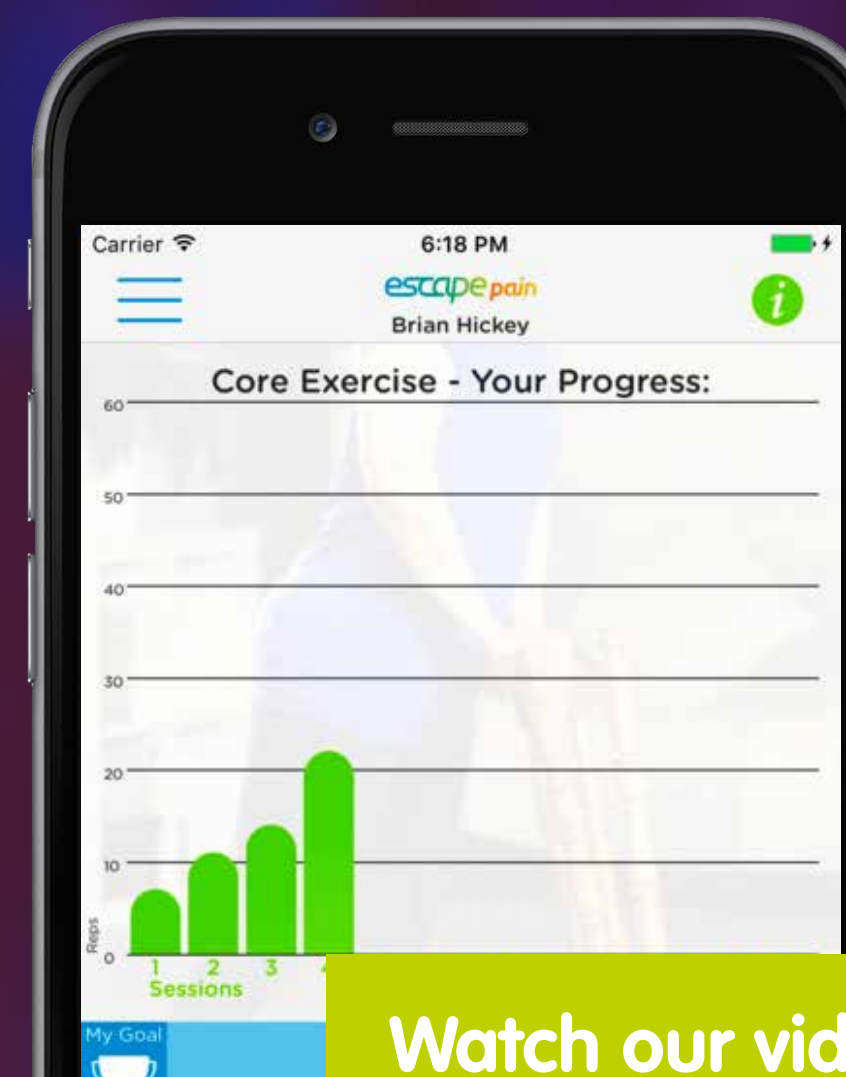 Carrier 6:18 PM
escape pain
i
Brian Hickey
Core Exercise - Your Progress:
60
50
40
30
20
10
Reps
0
1 2 3 4
Sessions
My Goal
Watch our vid